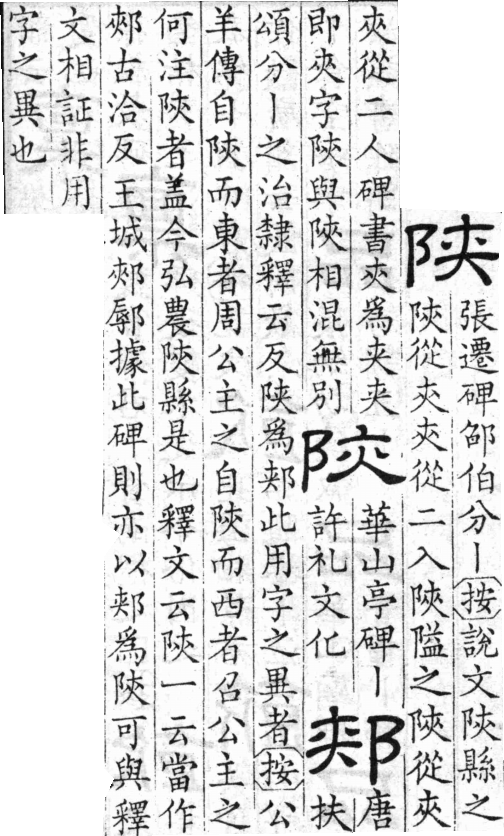 陝
張遷碑邵伯分丨按說文陝縣之
陝從㚒㚒從二入陜隘之陜從夾
夾從二人碑書夾爲夹夹
即夾字陝與陜相混無別
陝
華山亭碑丨
許礼文化
郟
唐
扶
頌分丨之治隸釋云反陝爲郟此用字之異者按公
羊傳自陝而東者周公主之自陝而西者召公主之
何注陝者盖今弘農陝縣是也釋文云陝一云當作
郟古洽反王城郟鄏據此碑則亦以郟爲陝可與釋
文相証非用
字之異也